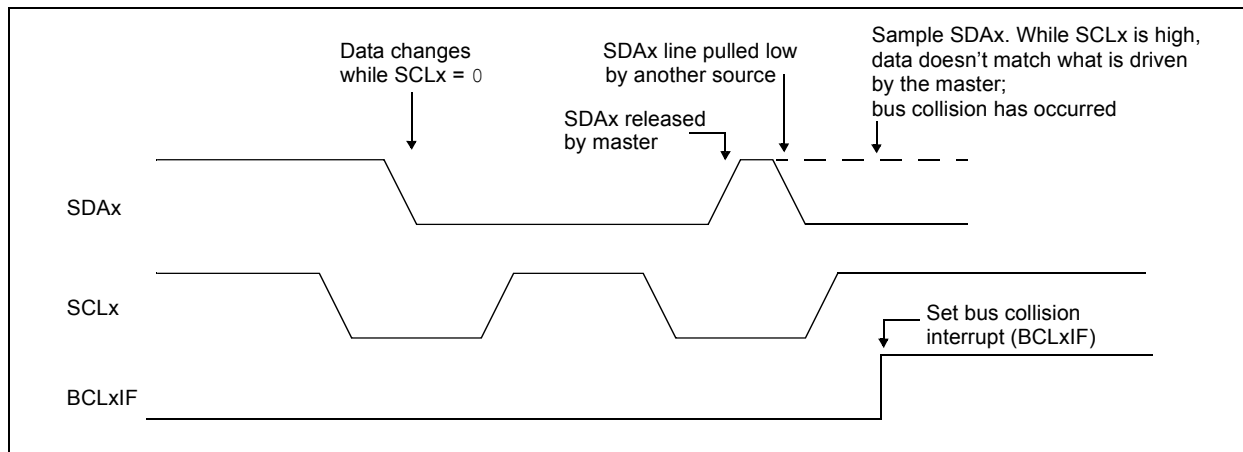 Data changes
while SCLx = 0
SDAx line pulled low
by another source
Sample SDAx. While SCLx is high,
data doesn't match what is driven
by the master;
bus collision has occurred
SDAx released
by master
SDAx
SCLx
Set bus collision
interrupt (BCLxIF)
BCLxIF